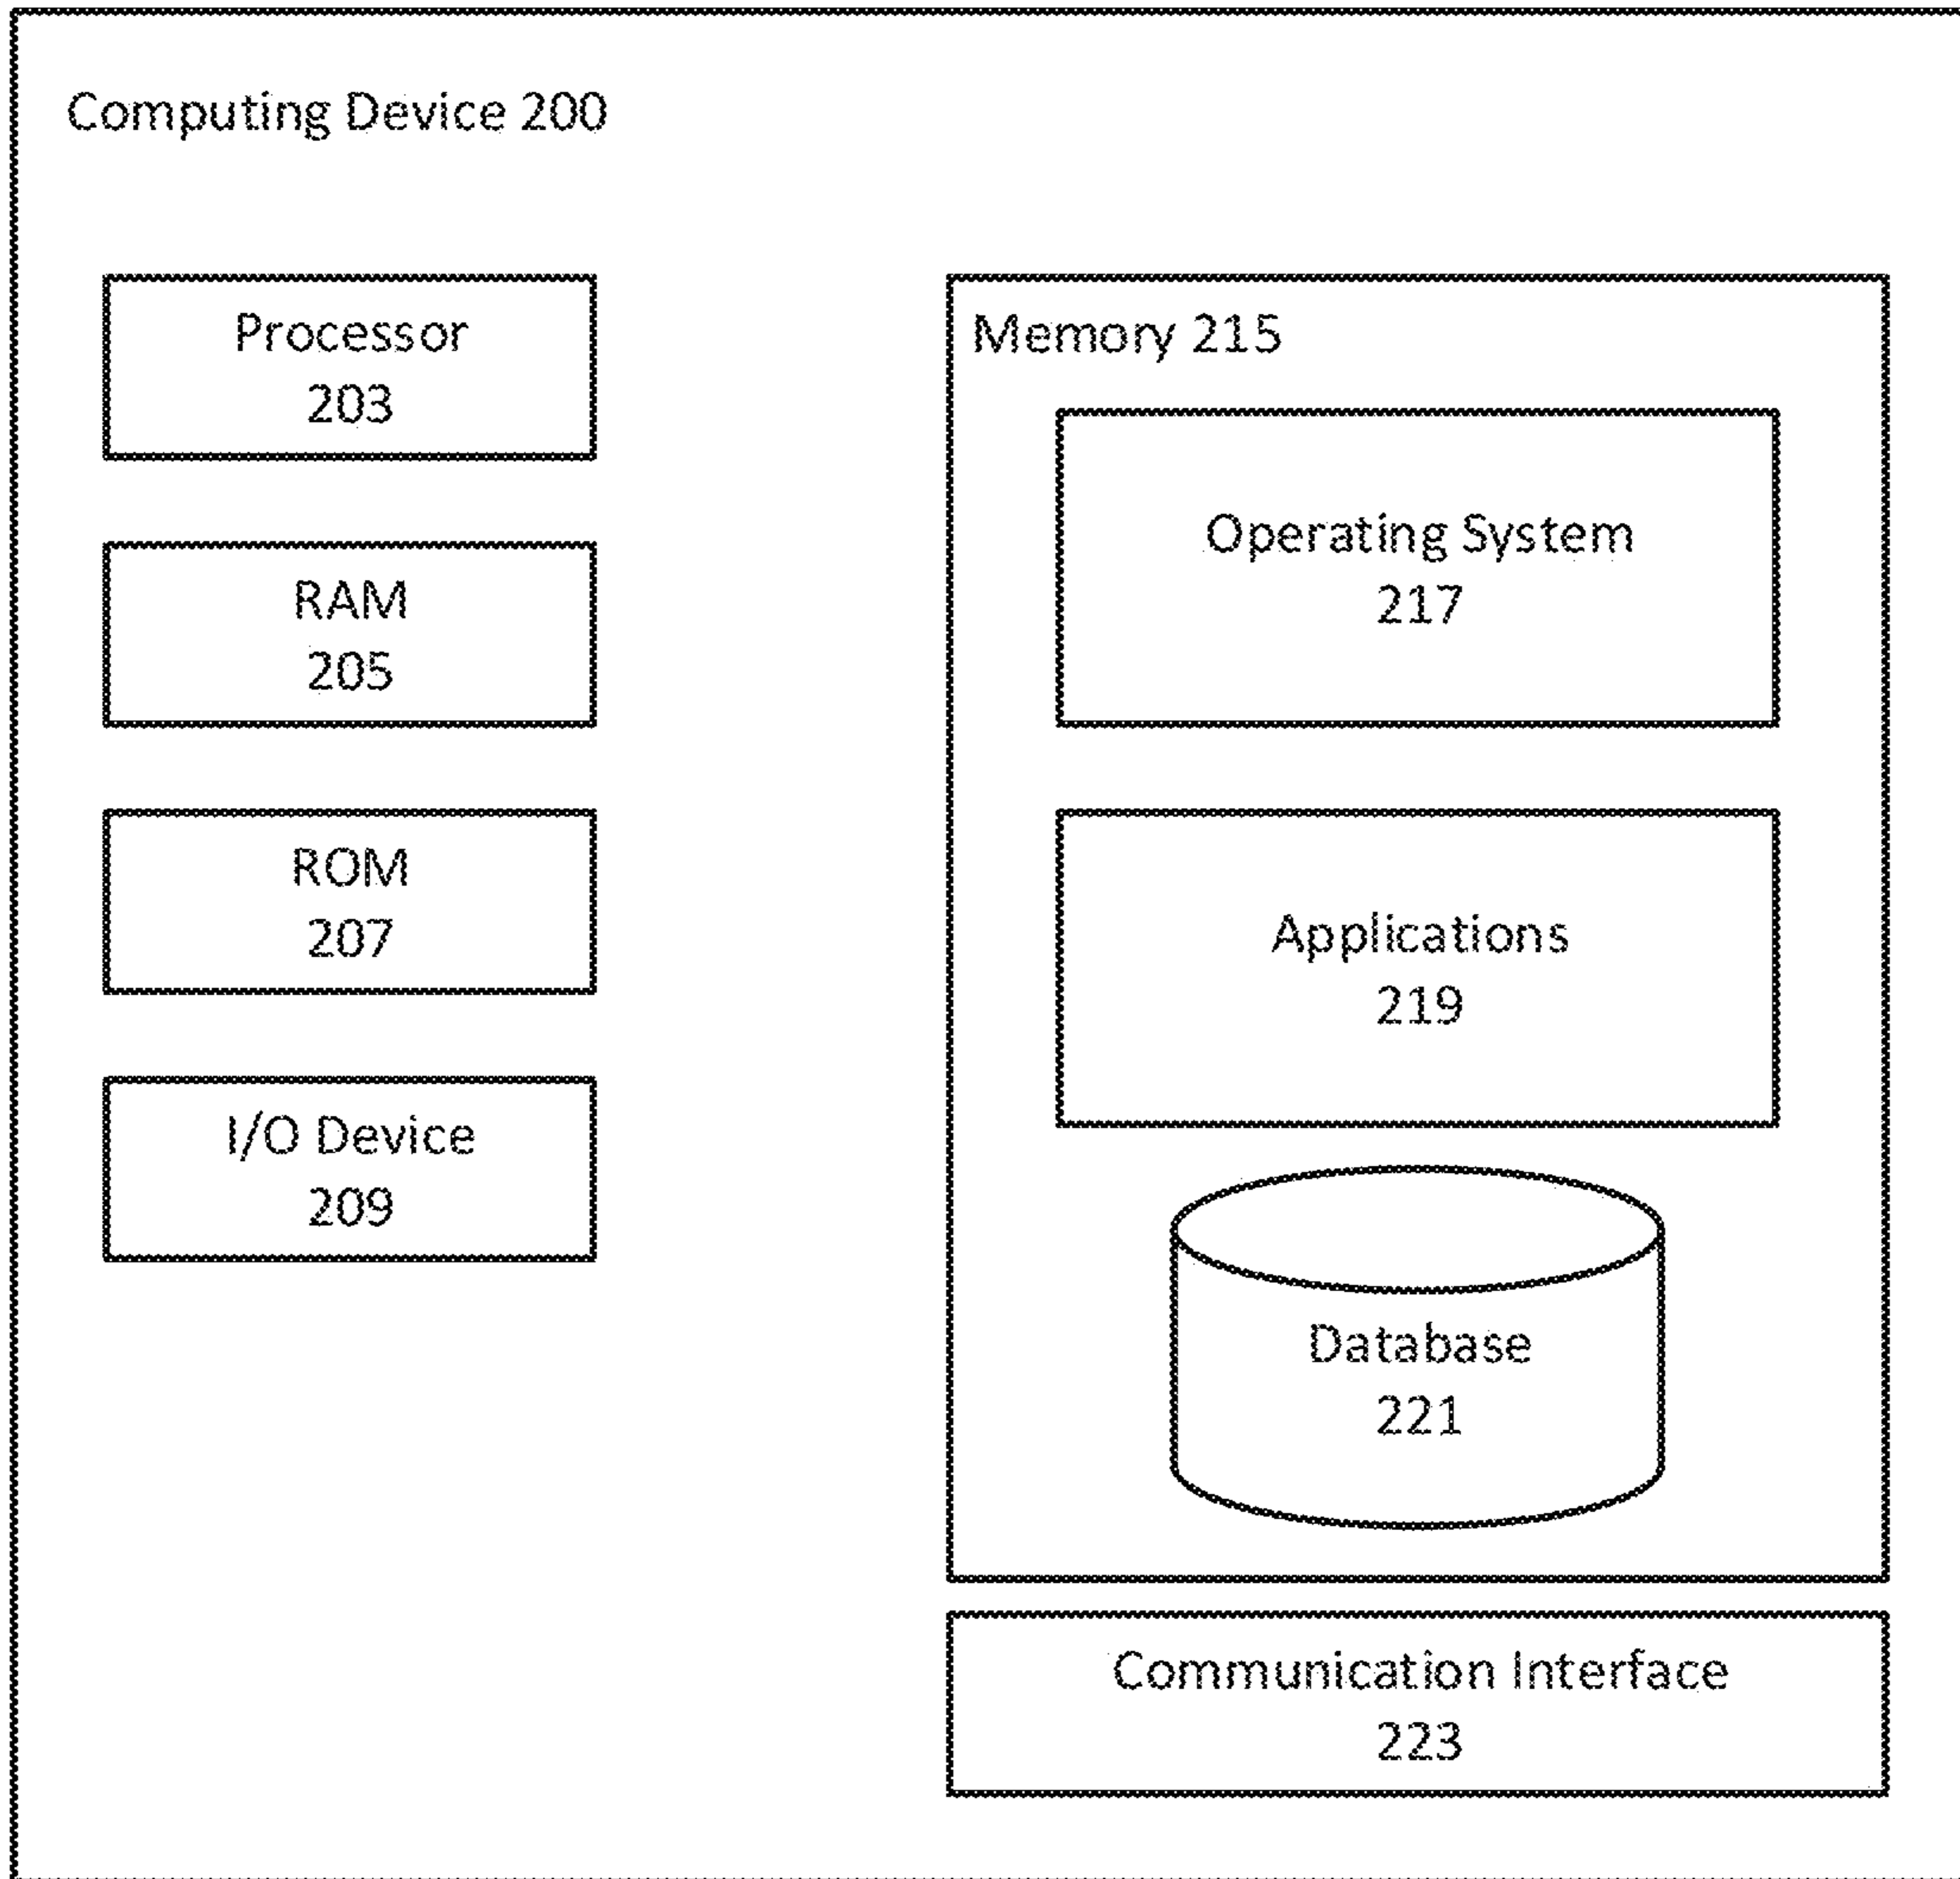 Computing Device 200
Processor
203
RAM
205
ROM
207
I/O Device
209
Memory 215
Operating System
217
Applications
219
Database
221
Communication Interface
223